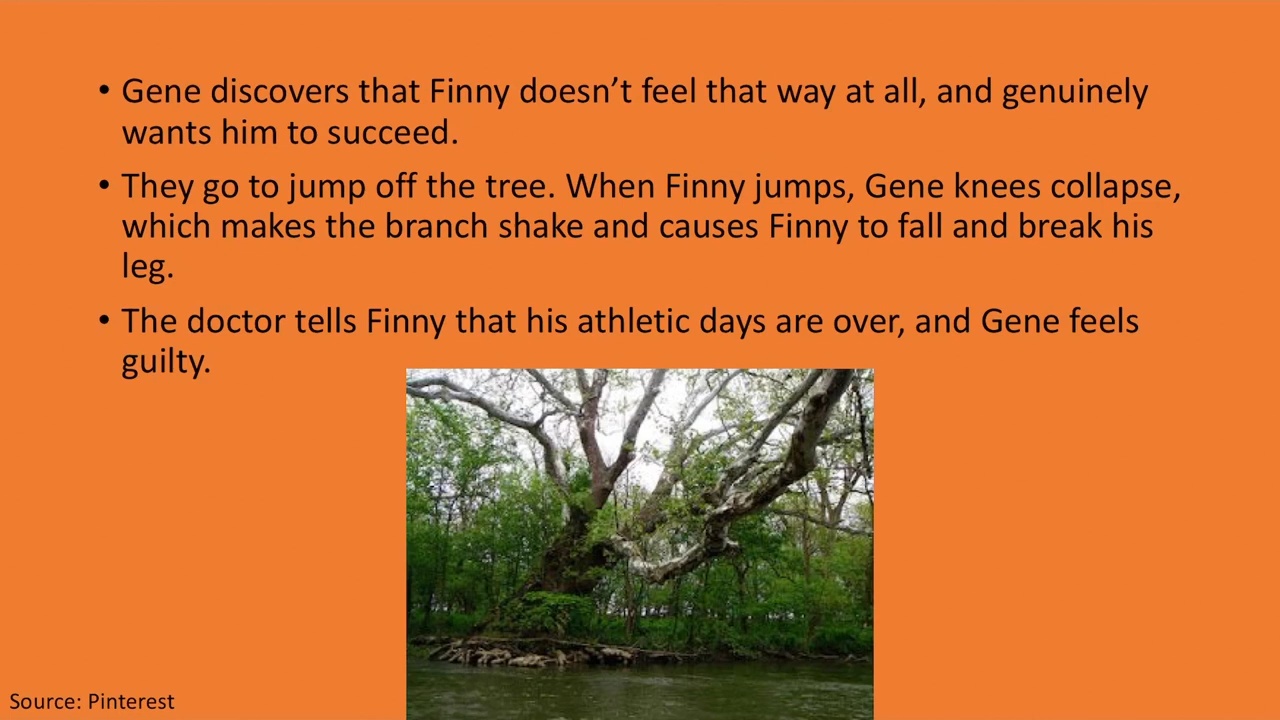 • Gene discovers that Finny doesn’t feel that way at all, and genuinely
wants him to succeed.
• They go to jump off the tree. When Finny jumps, Gene knees collapse,
which makes the branch shake and causes Finny to fall and break his
leg.
• The doctor tells Finny that his athletic days are over, and Gene feels
guilty.
Source: Pinterest